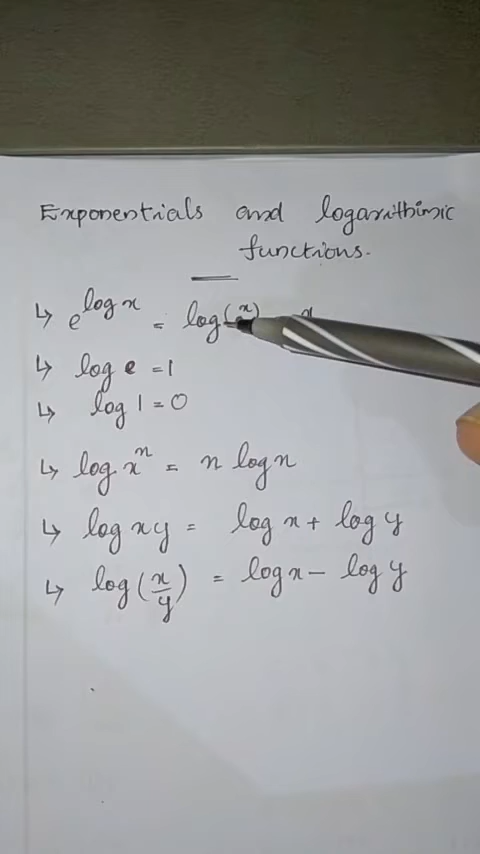 Exponentials and logarithimic
functions.
↳ e^log x = log(
↳ log e = 1
↳ log 1 = 0
↳ log x^n = n log x
↳ log xy = log x + log y
↳ log(x/y) = log x - log y